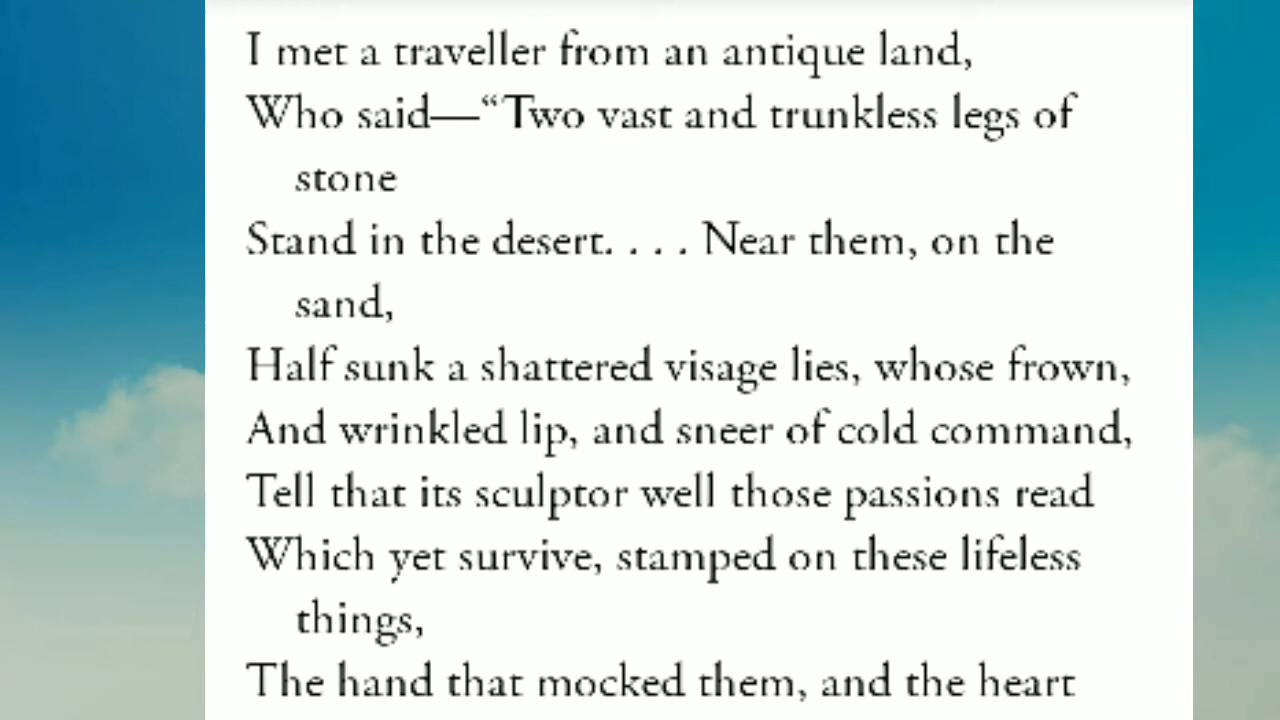 I met a traveller from an antique land,
Who said—“Two vast and trunkless legs of
stone
Stand in the desert. . . . Near them, on the
sand,
Half sunk a shattered visage lies, whose frown,
And wrinkled lip, and sneer of cold command,
Tell that its sculptor well those passions read
Which yet survive, stamped on these lifeless
things,
The hand that mocked them, and the heart